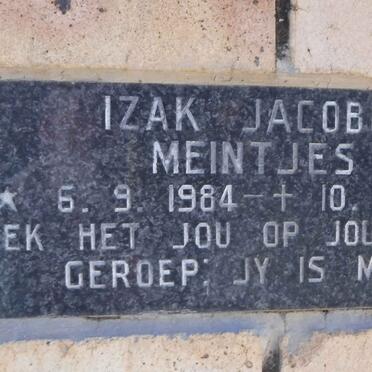 IZAK JACOB
MEINTJES
* 6. 9. 1984 - + 10.
EK HET JOU OP JOU
GEROEP; JY IS M